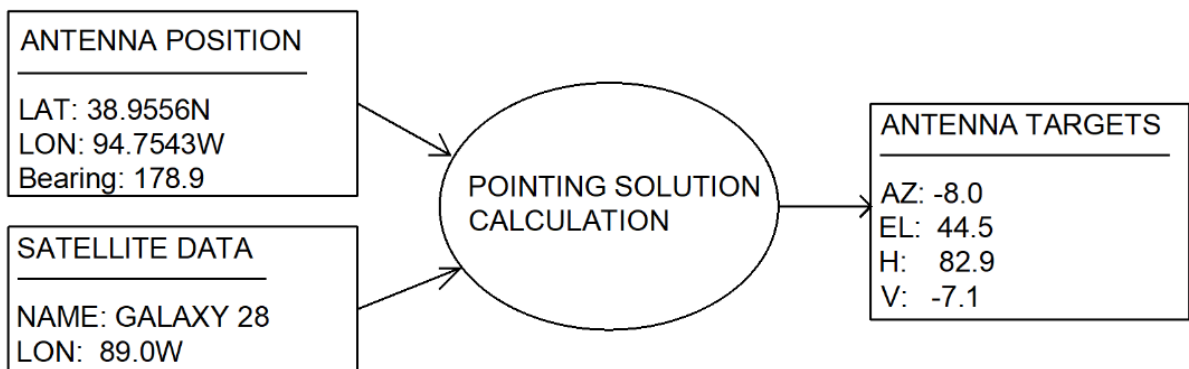 ANTENNA POSITION
LAT: 38.9556N
LON: 94.7543W
Bearing: 178.9
SATELLITE DATA
NAME: GALAXY 28
LON: 89.0W
POINTING SOLUTION
CALCULATION
ANTENNA TARGETS
AZ: -8.0
EL: 44.5
H: 82.9
V: -7.1